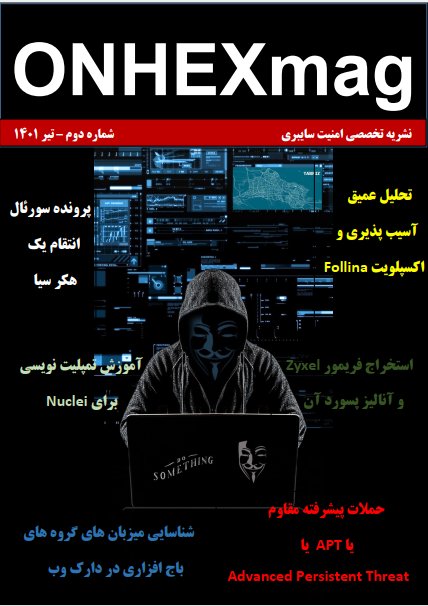 ONHEXmag
نشریه تخصصی امنیت سایبری
شماره دوم - تیر ۱۴۰۱
تحلیل عمیق
آسیب پذیری و
اکسپلویت Follina
پرونده سورئال
انتقام یک
هکر سیا
استخراج فریمور Zyxel
و آنالیز پسورد آن
آموزش تمپلیت نویسی
برای Nuclei
DO
SOMETHING
حملات پیشرفته مقاوم
یا APT یا
Advanced Persistent Threat
شناسایی میزبان های گروه های
باج افزاری در دارک وب